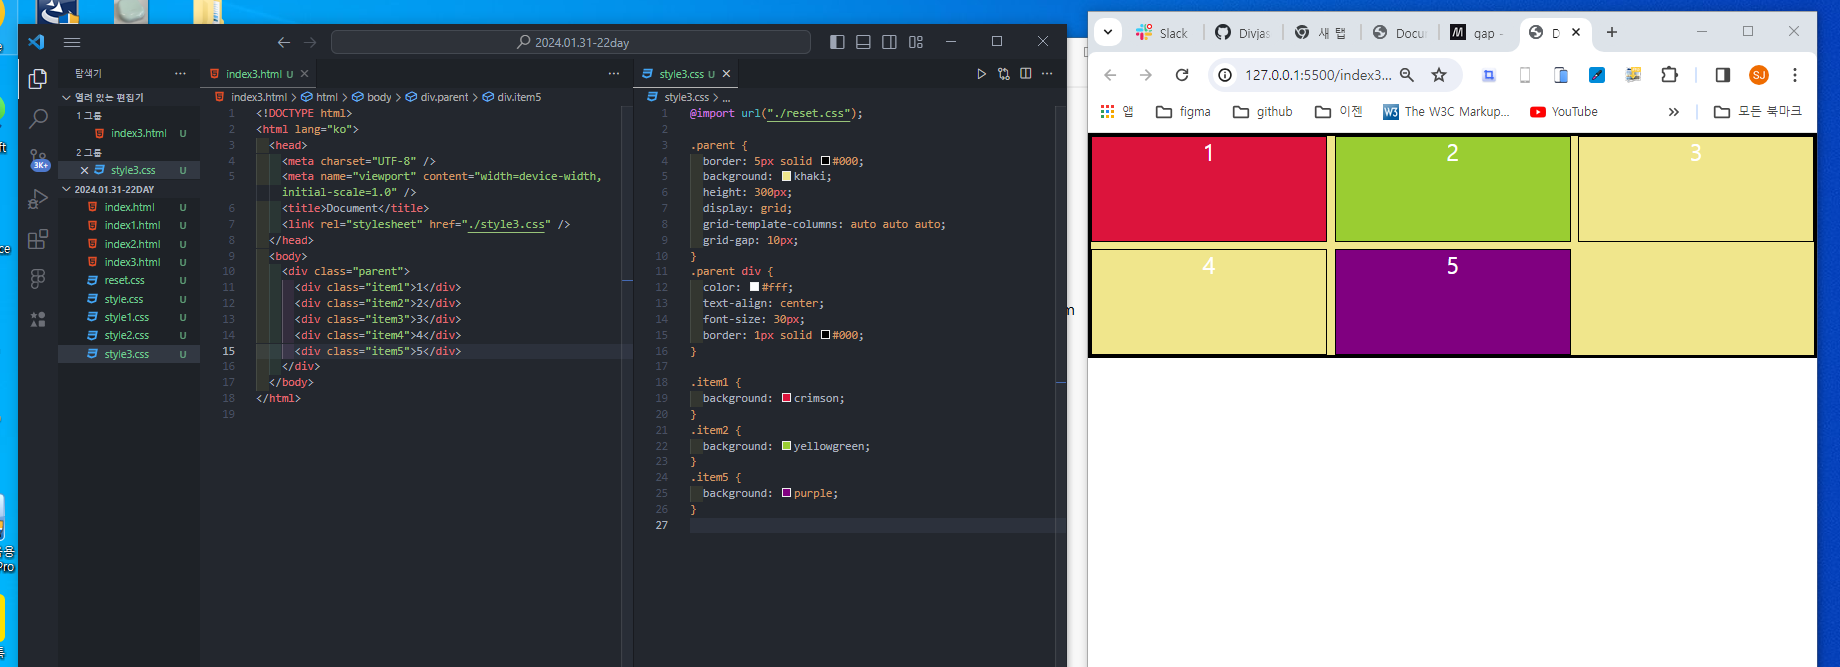 2024.01.31-22day
탐색기
열려 있는 편집기
1 그룹
index3.html U
2 그룹
style3.css U
3K+
2024.01.31-22DAY
index.html U
index1.html U
index2.html U
index3.html U
reset.css U
style.css U
style1.css U
style2.css U
style3.css U
index3.html U
index3.html > html > body > div.parent > div.item5
1 <!DOCTYPE html>
2 <html lang="ko">
3 <head>
4 <meta charset="UTF-8" />
5 <meta name="viewport" content="width=device-width,
initial-scale=1.0" />
6 <title>Document</title>
7 <link rel="stylesheet" href="./style3.css" />
8 </head>
9 <body>
10 <div class="parent">
11 <div class="item1">1</div>
12 <div class="item2">2</div>
13 <div class="item3">3</div>
14 <div class="item4">4</div>
15 <div class="item5">5</div>
16 </div>
17 </body>
18 </html>
19
style3.css U
style3.css > ...
1 @import url("./reset.css");
2
3 .parent {
4 border: 5px solid #000;
5 background: khaki;
6 height: 300px;
7 display: grid;
8 grid-template-columns: auto auto auto;
9 grid-gap: 10px;
10 }
11 .parent div {
12 color: #fff;
13 text-align: center;
14 font-size: 30px;
15 border: 1px solid #000;
16 }
17
18 .item1 {
19 background: crimson;
20 }
21 .item2 {
22 background: yellowgreen;
23 }
24 .item5 {
25 background: purple;
26 }
27
Slack
Divjas
새 탭
Docu
gap -
D
127.0.0.1:5500/index3...
SJ
앱
figma
github
이젠
The W3C Markup...
YouTube
모든 북마크
1
2
3
4
5
Pro